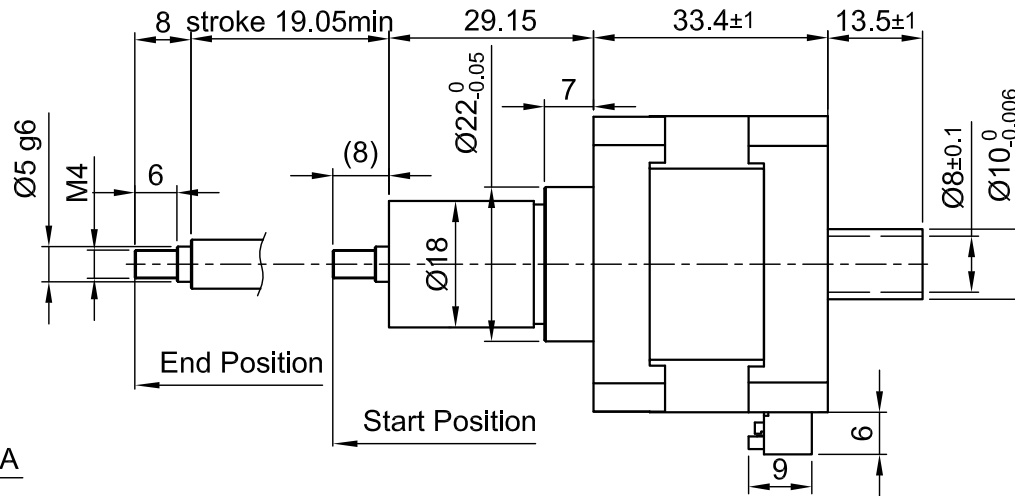 8 stroke 19.05min 29.15 33.4±1 13.5±1
Ø5 g6
M4
6
(8)
Ø22 0 -0.05
7
Ø18
Ø8±0.1
Ø10 0 -0.006
End Position
Start Position
6
9
A